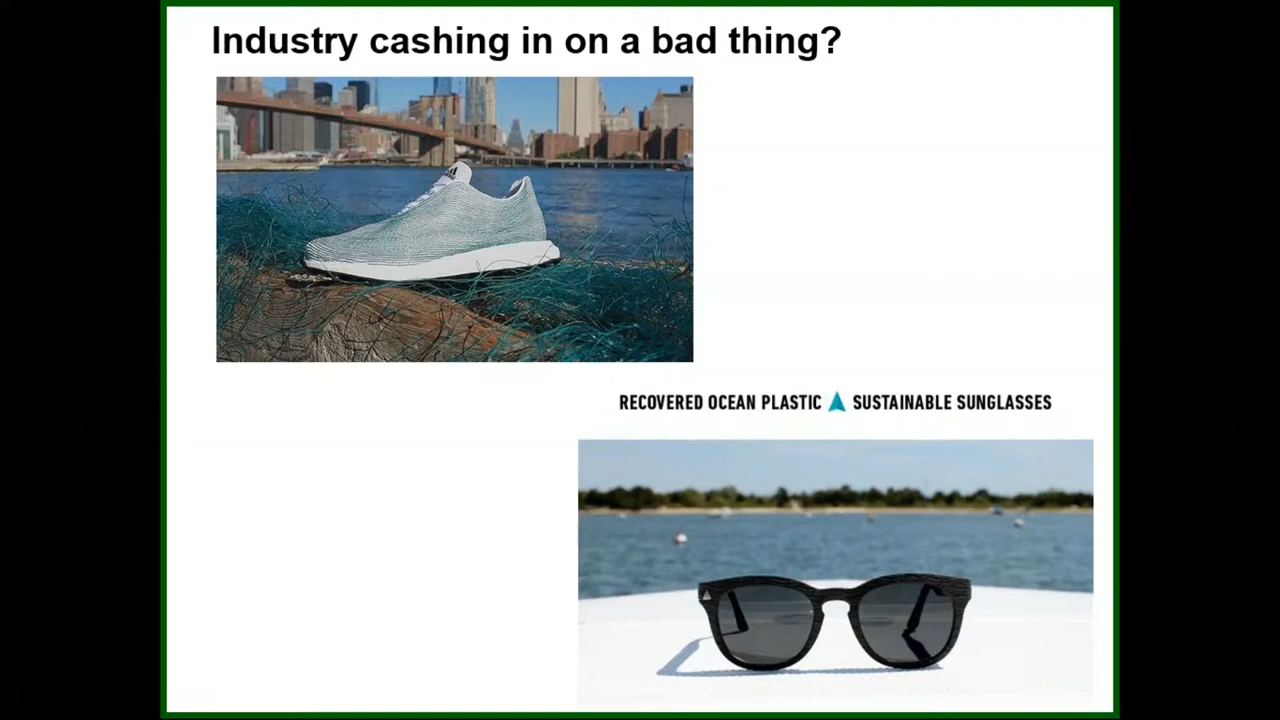 Industry cashing in on a bad thing?
RECOVERED OCEAN PLASTIC SUSTAINABLE SUNGLASSES